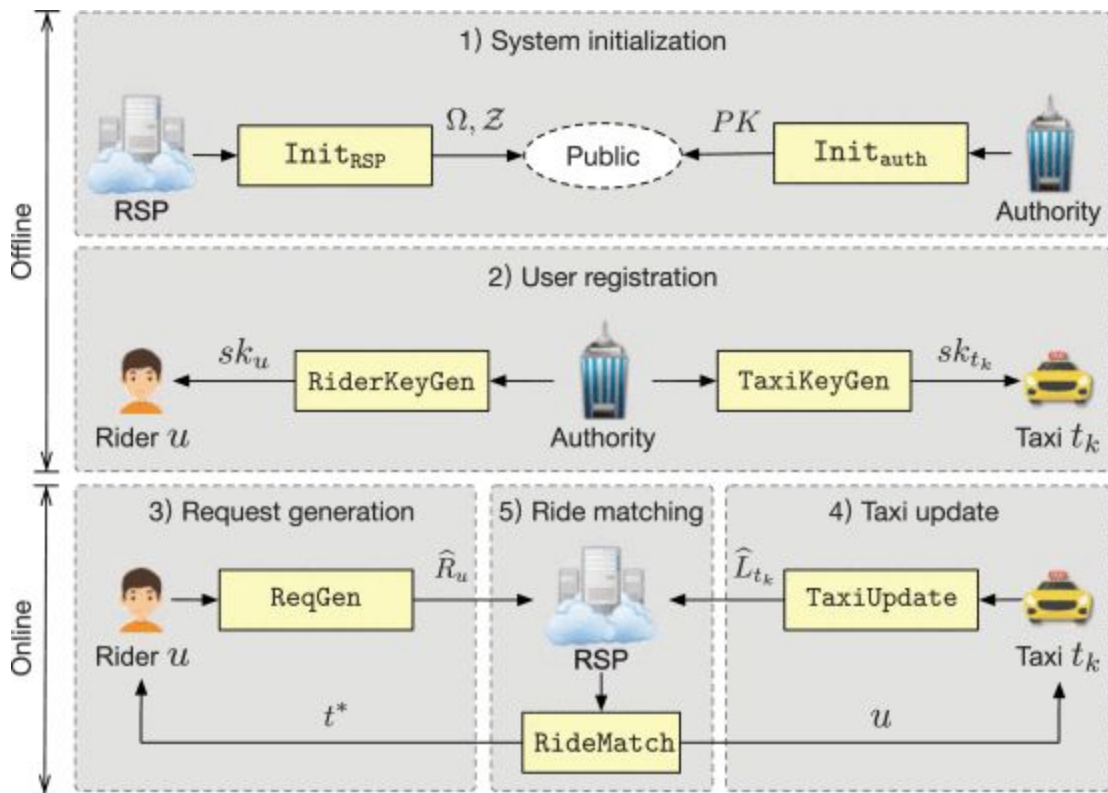 Offline
1) System initialization
RSP
Init_RSP
Ω, 𝒵
Public
PK
Init_auth
Authority
2) User registration
Rider u
sk_u
RiderKeyGen
Authority
TaxiKeyGen
sk_{t_k}
Taxi t_k
Online
3) Request generation
Rider u
ReqGen
R̂_u
5) Ride matching
RSP
RideMatch
4) Taxi update
L̂_{t_k}
TaxiUpdate
Taxi t_k
t*
u